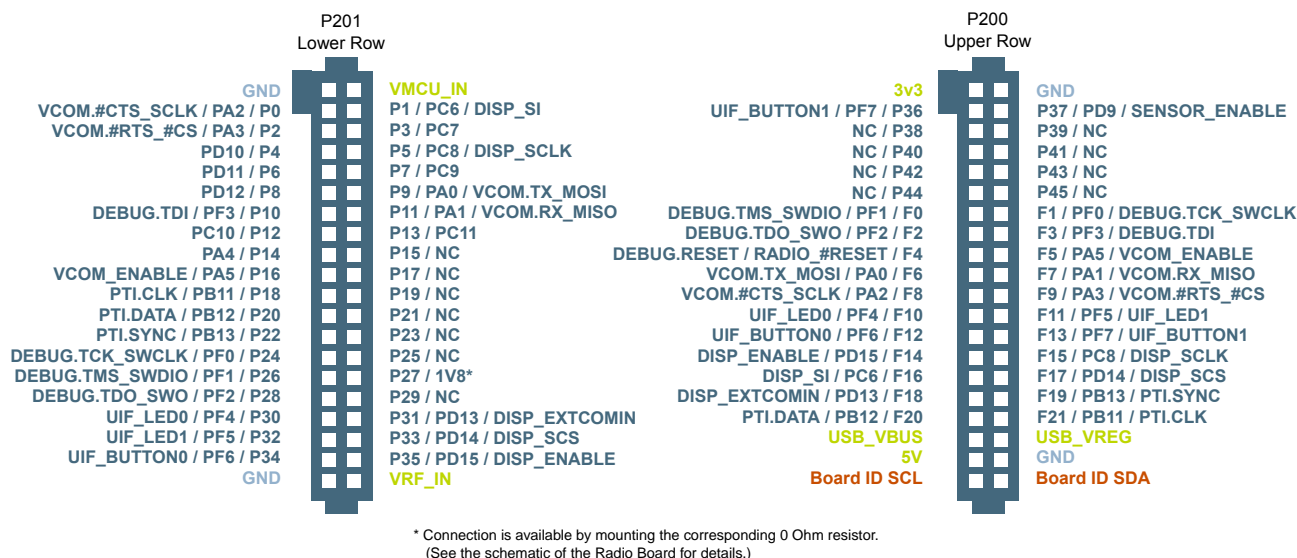 P201
Lower Row
GND
VCOM.#CTS_SCLK / PA2 / P0
VCOM.#RTS_#CS / PA3 / P2
PD10 / P4
PD11 / P6
PD12 / P8
DEBUG.TDI / PF3 / P10
PC10 / P12
PA4 / P14
VCOM_ENABLE / PA5 / P16
PTI.CLK / PB11 / P18
PTI.DATA / PB12 / P20
PTI.SYNC / PB13 / P22
DEBUG.TCK_SWCLK / PF0 / P24
DEBUG.TMS_SWDIO / PF1 / P26
DEBUG.TDO_SWO / PF2 / P28
UIF_LED0 / PF4 / P30
UIF_LED1 / PF5 / P32
UIF_BUTTON0 / PF6 / P34
GND
VMCU_IN
P1 / PC6 / DISP_SI
P3 / PC7
P5 / PC8 / DISP_SCLK
P7 / PC9
P9 / PA0 / VCOM.TX_MOSI
P11 / PA1 / VCOM.RX_MISO
P13 / PC11
P15 / NC
P17 / NC
P19 / NC
P21 / NC
P23 / NC
P25 / NC
P27 / 1V8*
P29 / NC
P31 / PD13 / DISP_EXTCOMIN
P33 / PD14 / DISP_SCS
P35 / PD15 / DISP_ENABLE
VRF_IN
P200
Upper Row
3v3
UIF_BUTTON1 / PF7 / P36
NC / P38
NC / P40
NC / P42
NC / P44
DEBUG.TMS_SWDIO / PF1 / F0
DEBUG.TDO_SWO / PF2 / F2
DEBUG.RESET / RADIO_#RESET / F4
VCOM.TX_MOSI / PA0 / F6
VCOM.#CTS_SCLK / PA2 / F8
UIF_LED0 / PF4 / F10
UIF_BUTTON0 / PF6 / F12
DISP_ENABLE / PD15 / F14
DISP_SI / PC6 / F16
DISP_EXTCOMIN / PD13 / F18
PTI.DATA / PB12 / F20
USB_VBUS
5V
Board ID SCL
GND
P37 / PD9 / SENSOR_ENABLE
P39 / NC
P41 / NC
P43 / NC
P45 / NC
F1 / PF0 / DEBUG.TCK_SWCLK
F3 / PF3 / DEBUG.TDI
F5 / PA5 / VCOM_ENABLE
F7 / PA1 / VCOM.RX_MISO
F9 / PA3 / VCOM.#RTS_#CS
F11 / PF5 / UIF_LED1
F13 / PF7 / UIF_BUTTON1
F15 / PC8 / DISP_SCLK
F17 / PD14 / DISP_SCS
F19 / PB13 / PTI.SYNC
F21 / PB11 / PTI.CLK
USB_VREG
GND
Board ID SDA
* Connection is available by mounting the corresponding 0 Ohm resistor.
(See the schematic of the Radio Board for details.)